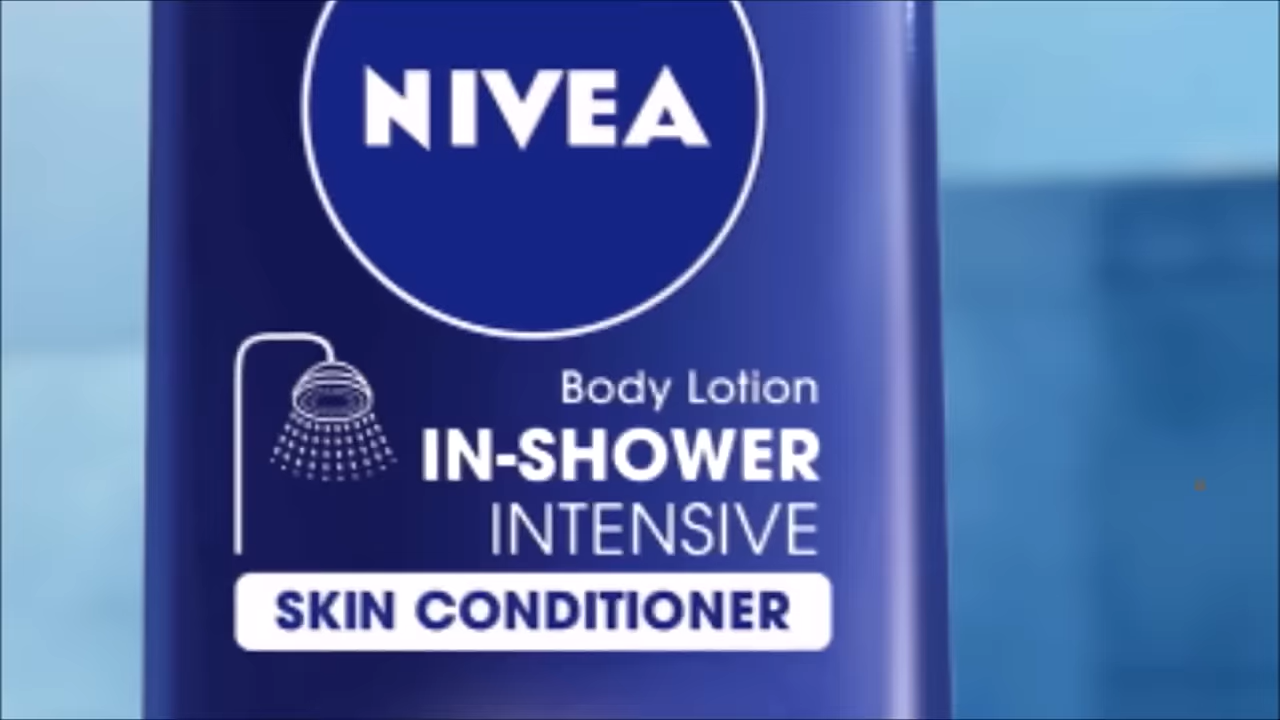 NIVEA
Body Lotion
IN-SHOWER
INTENSIVE
SKIN CONDITIONER